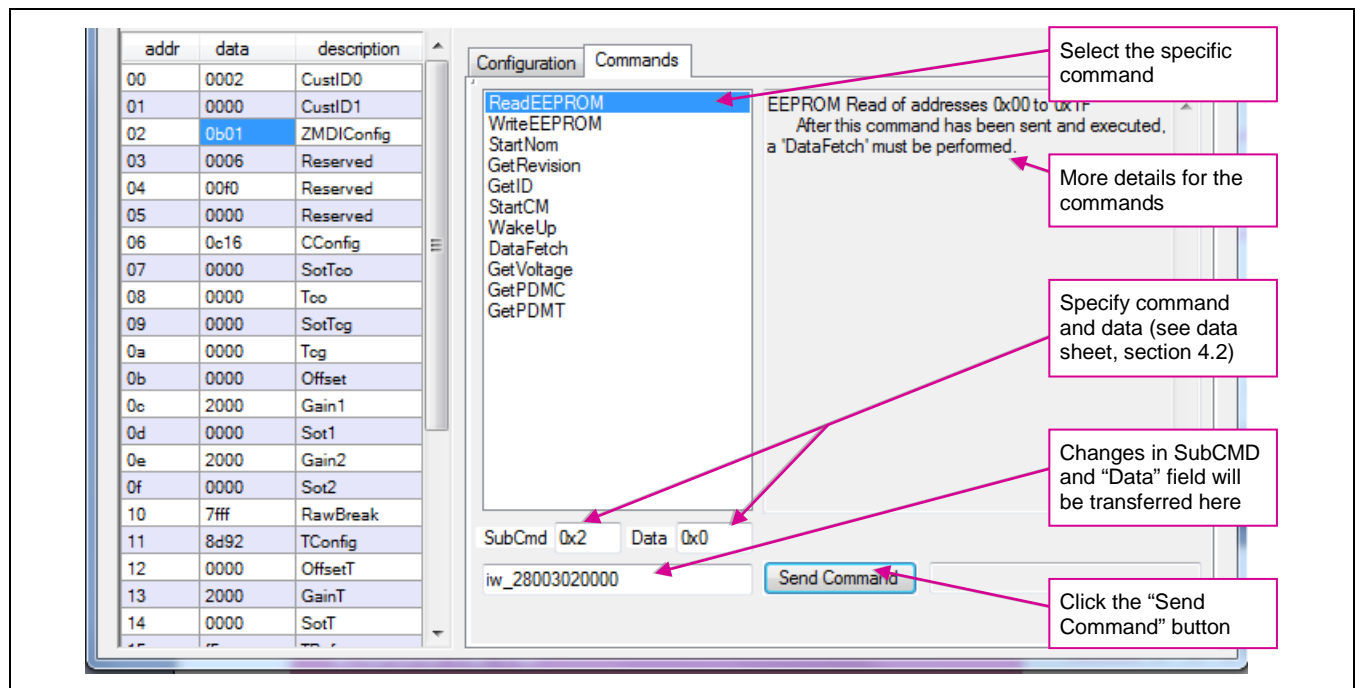 addr data description
00 0002 CustID0
01 0000 CustID1
02 0b01 ZMDIConfig
03 0006 Reserved
04 00f0 Reserved
05 0000 Reserved
06 0c16 CConfig
07 0000 SotTco
08 0000 Tco
09 0000 SotTcg
0a 0000 Tcg
0b 0000 Offset
0c 2000 Gain1
0d 0000 Sot1
0e 2000 Gain2
0f 0000 Sot2
10 7fff RawBreak
11 8d92 TConfig
12 0000 OffsetT
13 2000 GainT
14 0000 SotT
Configuration Commands
ReadEEPROM
WriteEEPROM
StartNom
GetRevision
GetID
StartCM
WakeUp
DataFetch
GetVoltage
GetPDMC
GetPDMT
EEPROM Read of addresses 0x00 to 0x1F
After this command has been sent and executed,
a 'DataFetch' must be performed.
SubCmd 0x2 Data 0x0
iw_28003020000 Send Command
Select the specific
command
More details for the
commands
Specify command
and data (see data
sheet, section 4.2)
Changes in SubCMD
and “Data” field will
be transferred here
Click the “Send
Command” button